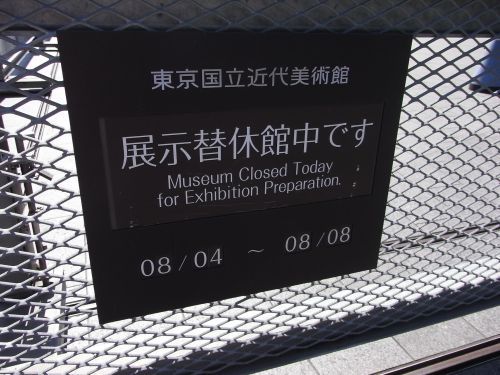 東京国立近代美術館
展示替休館中です
Museum Closed Today
for Exhibition Preparation.
08/04 ~ 08/08